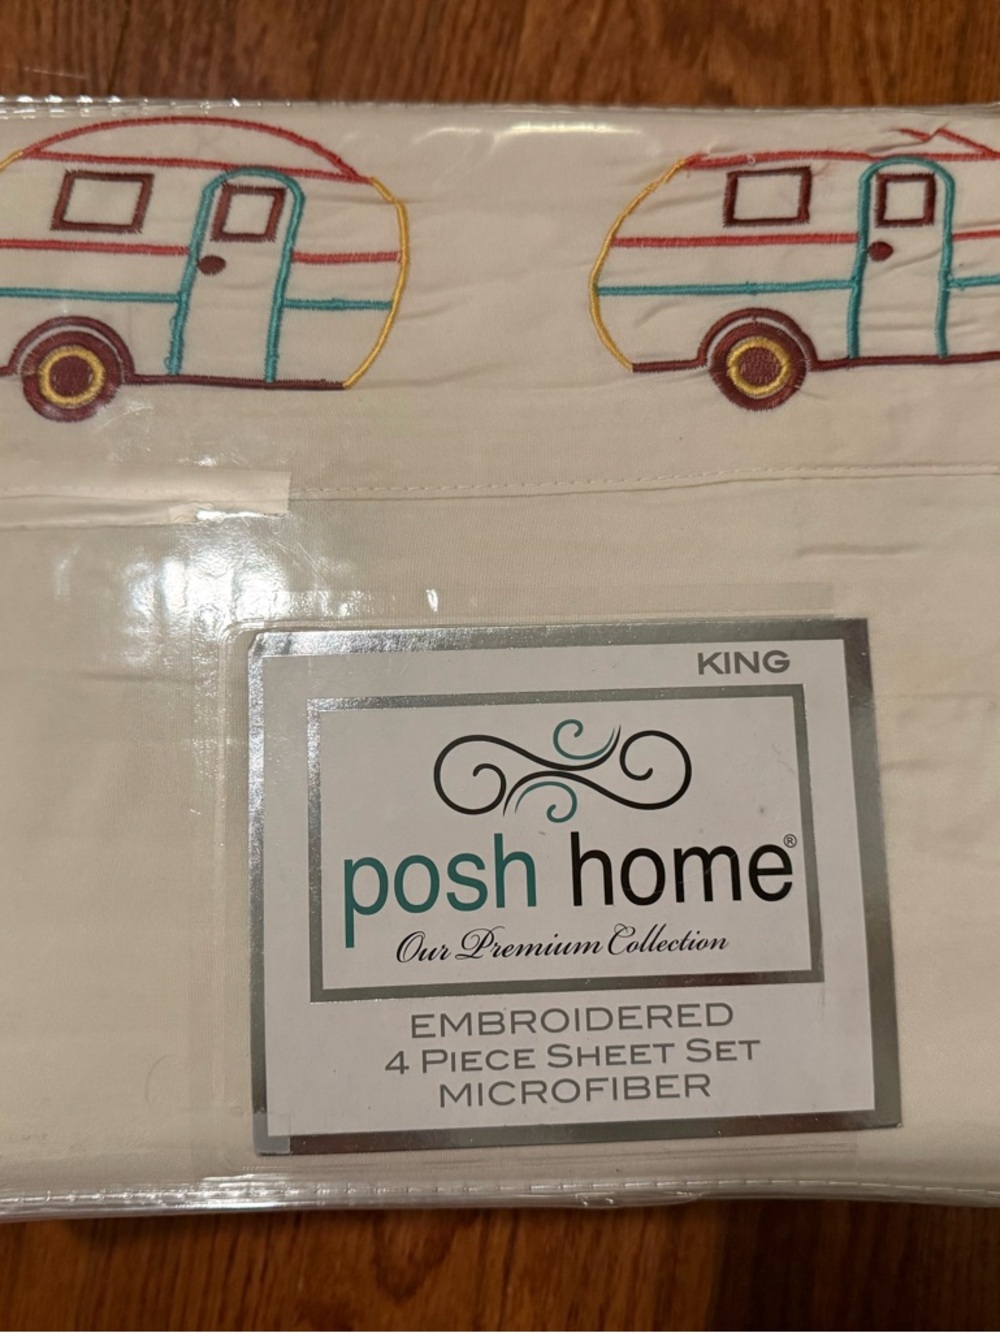 KING
posh home®
Our Premium Collection
EMBROIDERED
4 PIECE SHEET SET
MICROFIBER